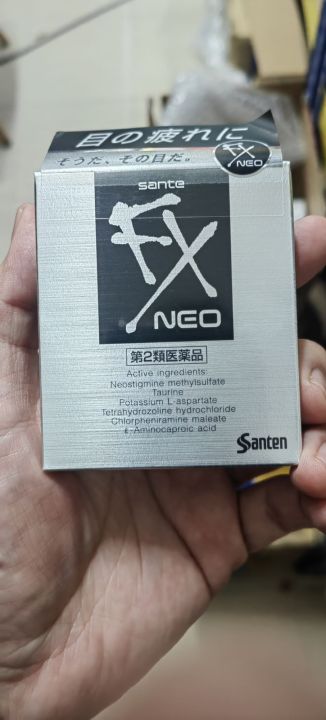 目の疲れに
そうだ、その目だ。
FX NEO
sante
FX
NEO
第2類医薬品
Active ingredients:
Neostigmine methylsulfate
Taurine
Potassium L-aspartate
Tetrahydrozoline hydrochloride
Chlorpheniramine maleate
ε-Aminocaproic acid
Santen